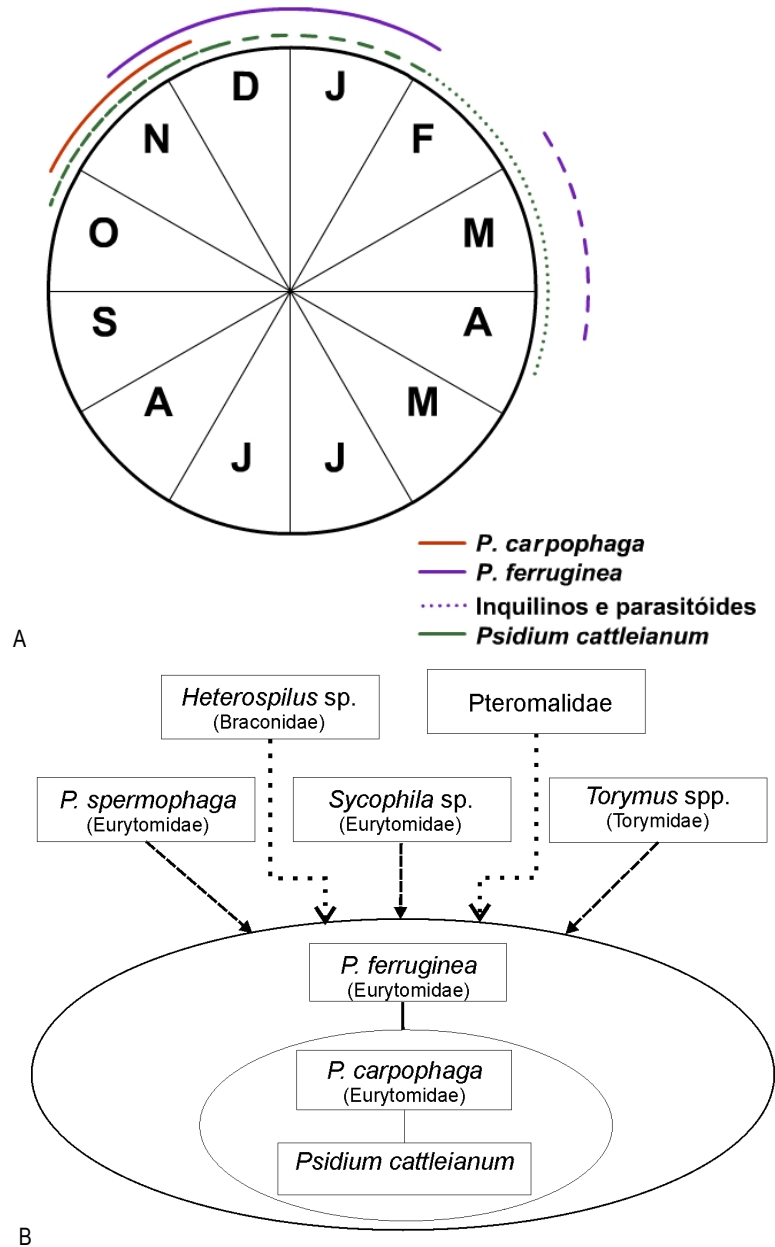 D J
N F
O M
S A
A M
J J
P. carpophaga
P. ferruginea
Inquilinos e parasitóides
Psidium cattleianum
A
Heterospilus sp.
(Braconidae)
Pteromalidae
P. spermophaga
(Eurytomidae)
Sycophila sp.
(Eurytomidae)
Torymus spp.
(Torymidae)
P. ferruginea
(Eurytomidae)
P. carpophaga
(Eurytomidae)
Psidium cattleianum
B